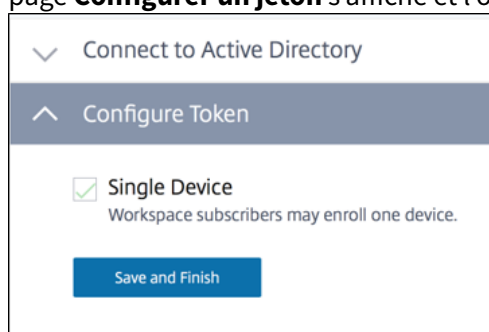 page Configurer un jeton s'affiche et l'o
Connect to Active Directory
Configure Token
Single Device
Workspace subscribers may enroll one device.
Save and Finish